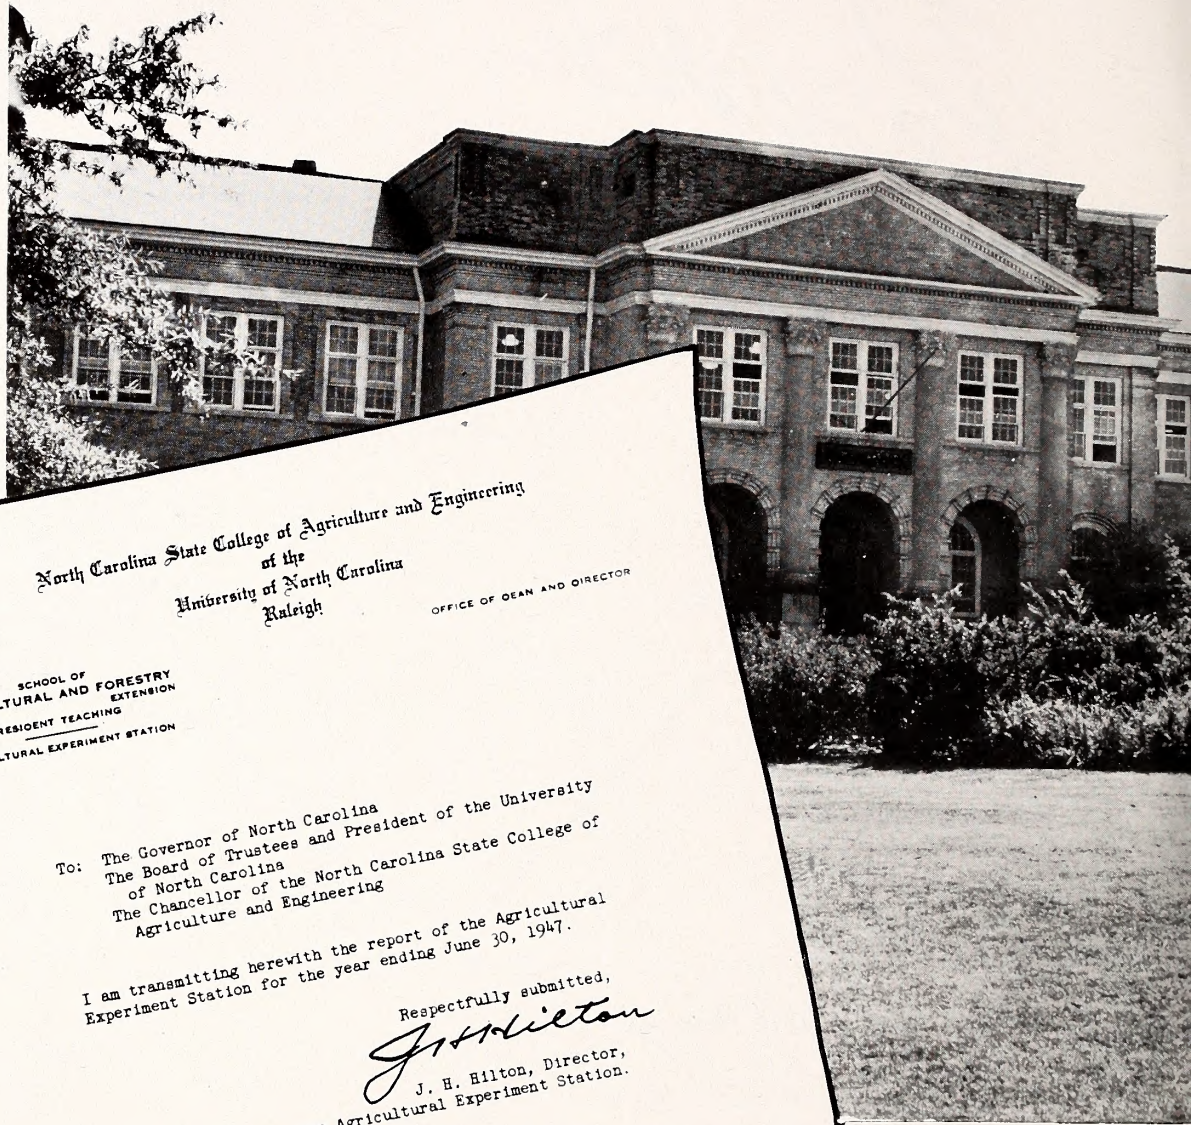 North Carolina State College of Agriculture and Engineering
of the
University of North Carolina
Raleigh
OFFICE OF DEAN AND DIRECTOR
SCHOOL OF
LTURAL AND FORESTRY
EXTENSION
RESIDENT TEACHING
LTURAL EXPERIMENT STATION
To: The Governor of North Carolina
The Board of Trustees and President of the University
of North Carolina
The Chancellor of the North Carolina State College of
Agriculture and Engineering
I am transmitting herewith the report of the Agricultural
Experiment Station for the year ending June 30, 1947.
Respectfully submitted,
J H Hilton
J. H. Hilton, Director,
Agricultural Experiment Station.